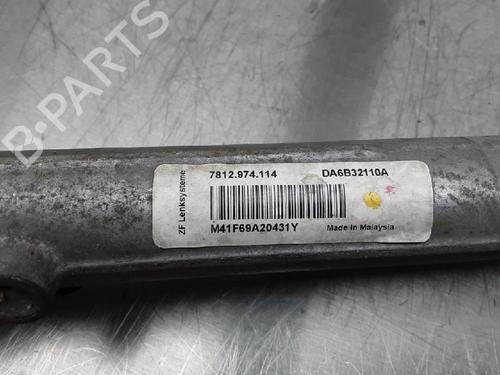 B-PARTS
ZF Lenksysteme
7812.974.114 DA6B32110A
M41F69A20431Y Made in Malaysia